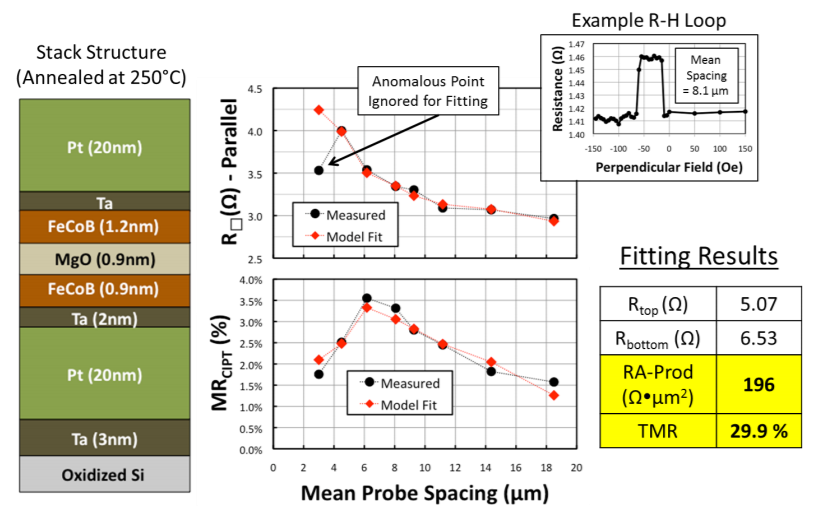 Stack Structure
(Annealed at 250°C)
Pt (20nm)
Ta
FeCoB (1.2nm)
MgO (0.9nm)
FeCoB (0.9nm)
Ta (2nm)
Pt (20nm)
Ta (3nm)
Oxidized Si
R□(Ω) - Parallel
4.5
4.0
3.5
3.0
2.5
Anomalous Point
Ignored for Fitting
Measured
Model Fit
MRCIPT (%)
4.0%
3.5%
3.0%
2.5%
2.0%
1.5%
1.0%
0.5%
0.0%
Measured
Model Fit
0 2 4 6 8 10 12 14 16 18 20
Mean Probe Spacing (μm)
Example R-H Loop
Resistance (Ω)
1.47
1.46
1.45
1.44
1.43
1.42
1.41
1.40
Mean
Spacing
= 8.1 μm
-150 -100 -50 0 50 100 150
Perpendicular Field (Oe)
Fitting Results
Rtop (Ω) 5.07
Rbottom (Ω) 6.53
RA-Prod
(Ω•μm²) 196
TMR 29.9 %